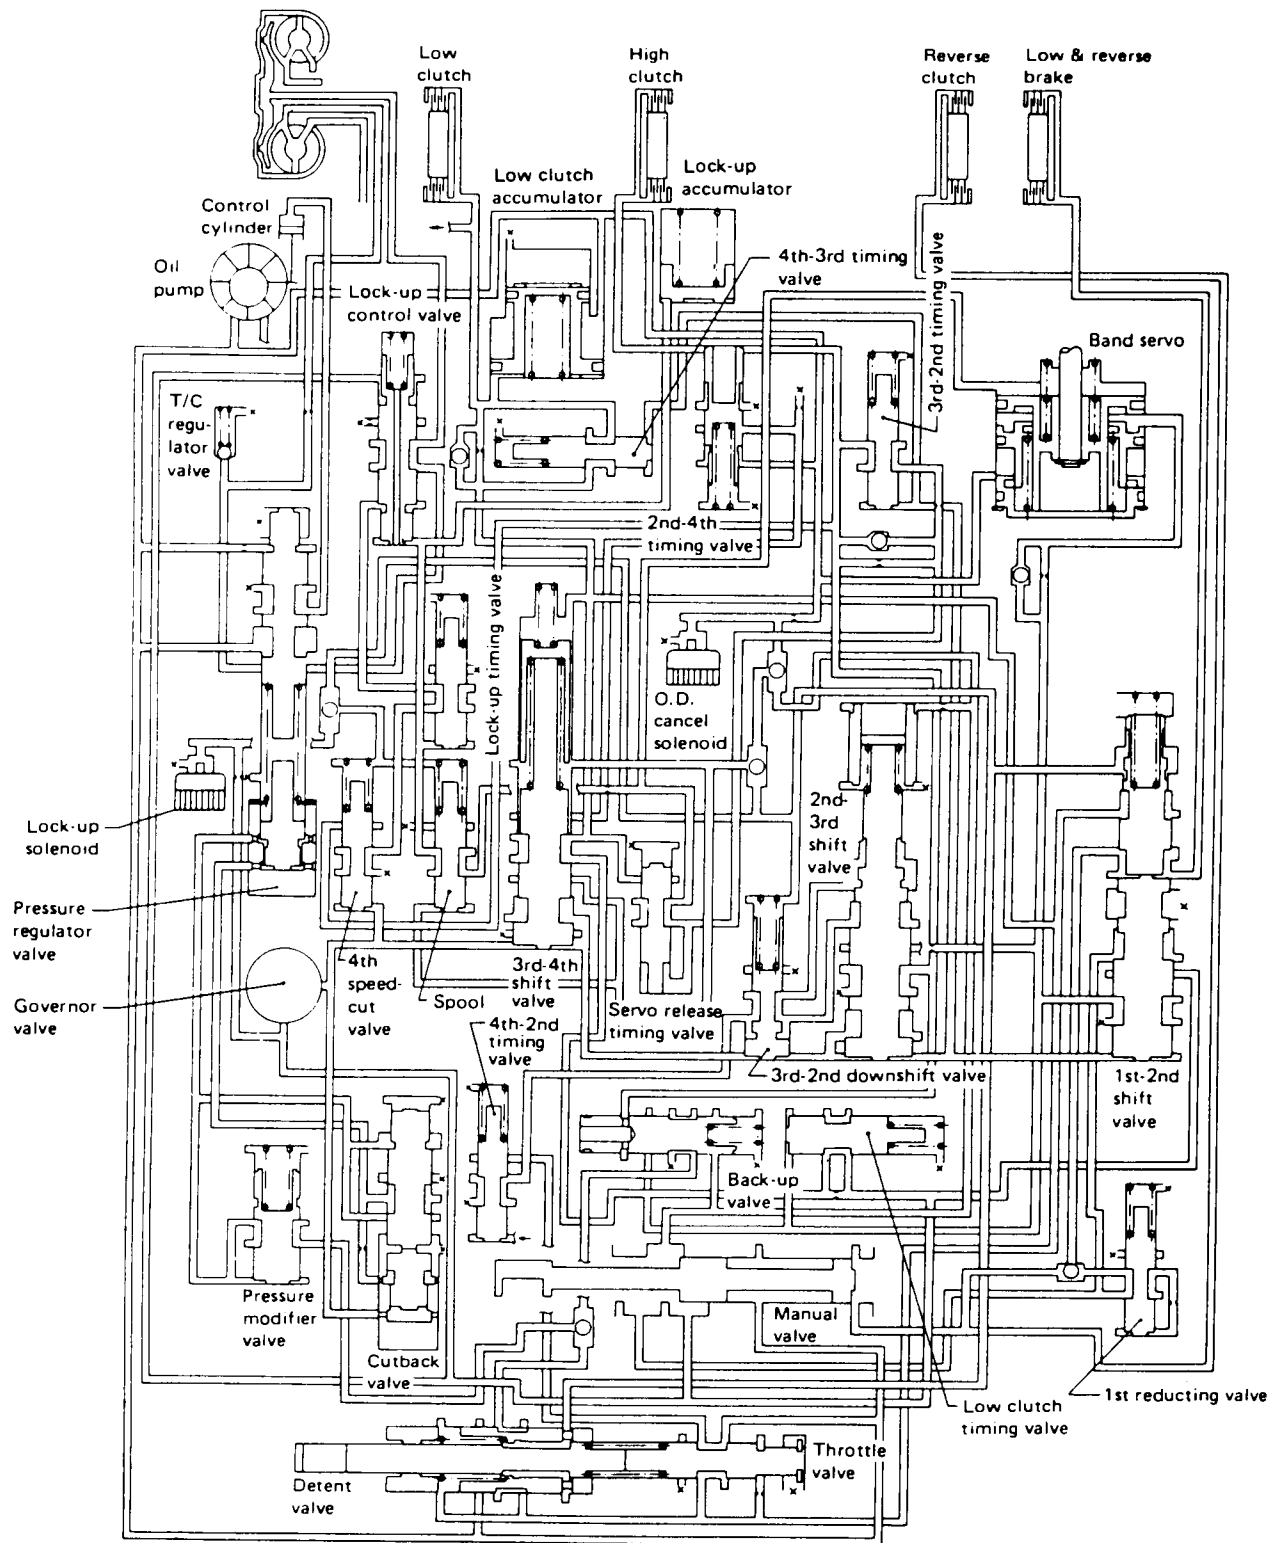 Low
clutch
High
clutch
Reverse
clutch
Low & reverse
brake
Low clutch
accumulator
Lock-up
accumulator
Control
cylinder
Oil
pump
Lock-up
control valve
4th-3rd timing
valve
3rd-2nd timing valve
Band servo
T/C
regu-
lator
valve
2nd-4th
timing valve
Lock-up timing valve
O.D.
cancel
solenoid
Lock-up
solenoid
2nd-
3rd
shift
valve
Pressure
regulator
valve
Governor
valve
4th
speed-
cut
valve
Spool
3rd-4th
shift
valve
Servo release
timing valve
4th-2nd
timing
valve
3rd-2nd downshift valve
1st-2nd
shift
valve
Back-up
valve
Pressure
modifier
valve
Manual
valve
Cutback
valve
1st reducting valve
Low clutch
timing valve
Throttle
valve
Detent
valve